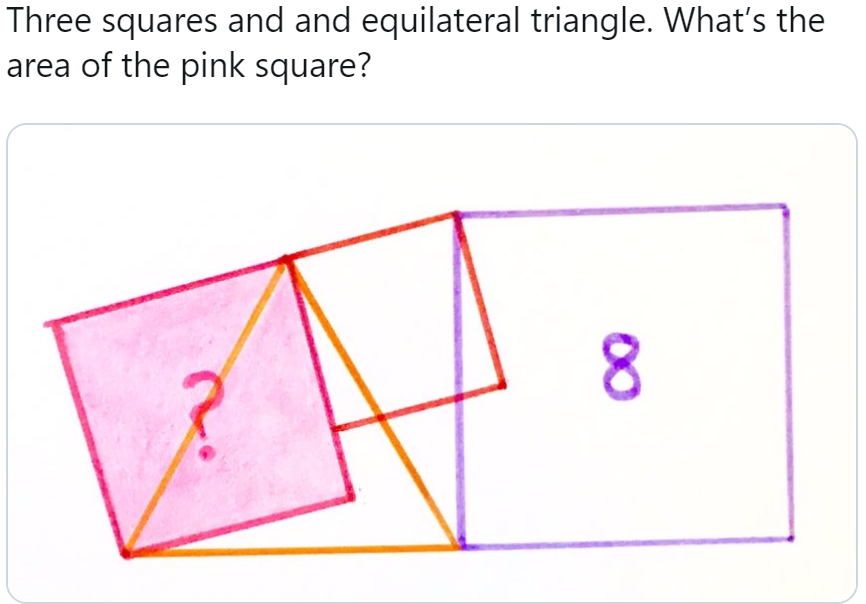 Three squares and and equilateral triangle. What’s the
area of the pink square?
?
8